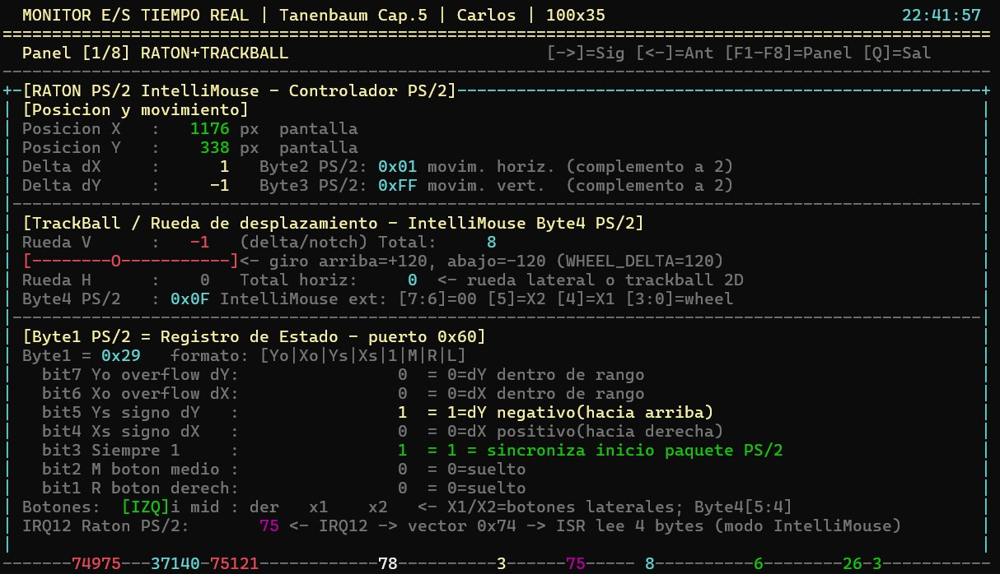 MONITOR E/S TIEMPO REAL | Tanenbaum Cap.5 | Carlos | 100x35 22:41:57
Panel [1/8] RATON+TRACKBALL [->]=Sig [<-]=Ant [F1-F8]=Panel [Q]=Sal
[RATON PS/2 IntelliMouse - Controlador PS/2]
[Posicion y movimiento]
Posicion X : 1176 px pantalla
Posicion Y : 338 px pantalla
Delta dX : 1 Byte2 PS/2: 0x01 movim. horiz. (complemento a 2)
Delta dY : -1 Byte3 PS/2: 0xFF movim. vert. (complemento a 2)
[TrackBall / Rueda de desplazamiento - IntelliMouse Byte4 PS/2]
Rueda V : -1 (delta/notch) Total: 8
[--------O-----------]<- giro arriba=+120, abajo=-120 (WHEEL_DELTA=120)
Rueda H : 0 Total horiz: 0 <- rueda lateral o trackball 2D
Byte4 PS/2 : 0x0F IntelliMouse ext: [7:6]=00 [5]=X2 [4]=X1 [3:0]=wheel
[Byte1 PS/2 = Registro de Estado - puerto 0x60]
Byte1 = 0x29 formato: [Yo|Xo|Ys|Xs|1|M|R|L]
bit7 Yo overflow dY: 0 = 0=dY dentro de rango
bit6 Xo overflow dX: 0 = 0=dX dentro de rango
bit5 Ys signo dY : 1 = 1=dY negativo(hacia arriba)
bit4 Xs signo dX : 0 = 0=dX positivo(hacia derecha)
bit3 Siempre 1 : 1 = 1 = sincroniza inicio paquete PS/2
bit2 M boton medio : 0 = 0=suelto
bit1 R boton derech: 0 = 0=suelto
Botones: [IZQ]i mid : der x1 x2 <- X1/X2=botones laterales; Byte4[5:4]
IRQ12 Raton PS/2: 75 <- IRQ12 -> vector 0x74 -> ISR lee 4 bytes (modo IntelliMouse)
-------74975---37140-75121------------78----------3------75------8----------6--------26-3----------